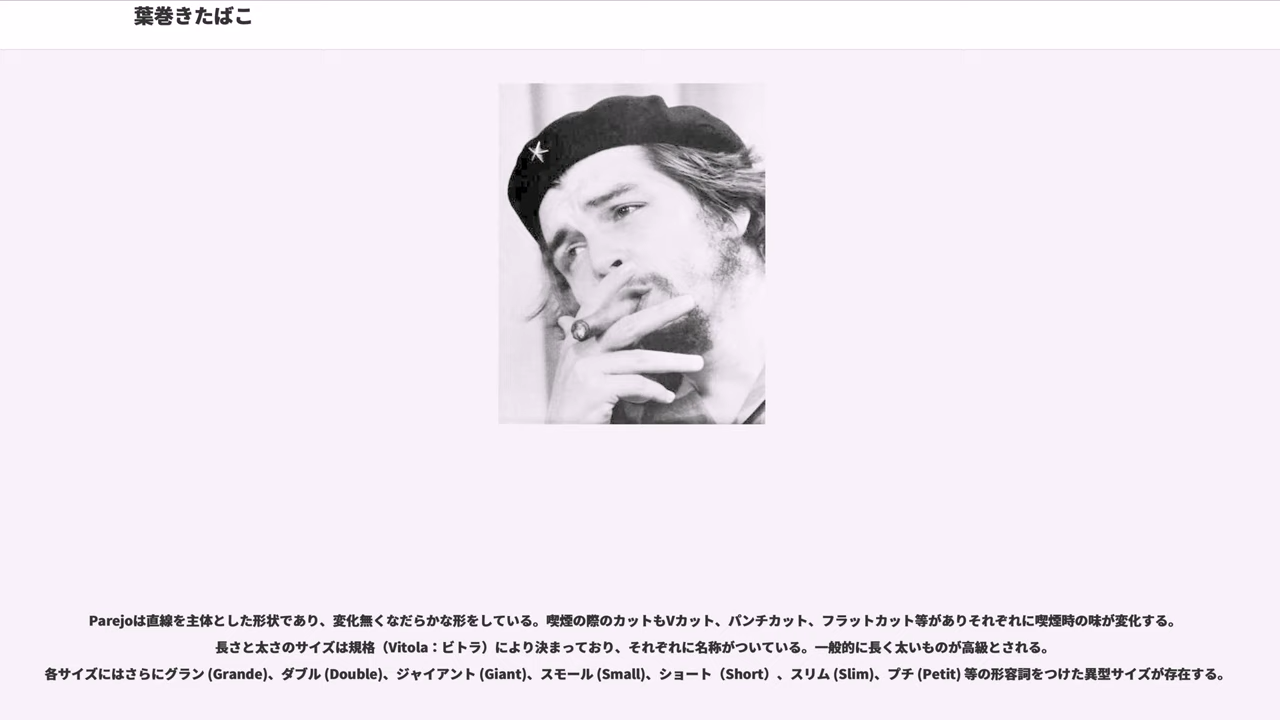 葉巻きたばこ
Parejoは直線を主体とした形状であり、変化無くなだらかな形をしている。喫煙の際のカットもVカット、パンチカット、フラットカット等がありそれぞれに喫煙時の味が変化する。
長さと太さのサイズは規格（Vitola：ビトラ）により決まっており、それぞれに名称がついている。一般的に長く太いものが高級とされる。
各サイズにはさらにグラン (Grande)、ダブル (Double)、ジャイアント (Giant)、スモール (Small)、ショート（Short）、スリム (Slim)、プチ (Petit) 等の形容詞をつけた異型サイズが存在する。